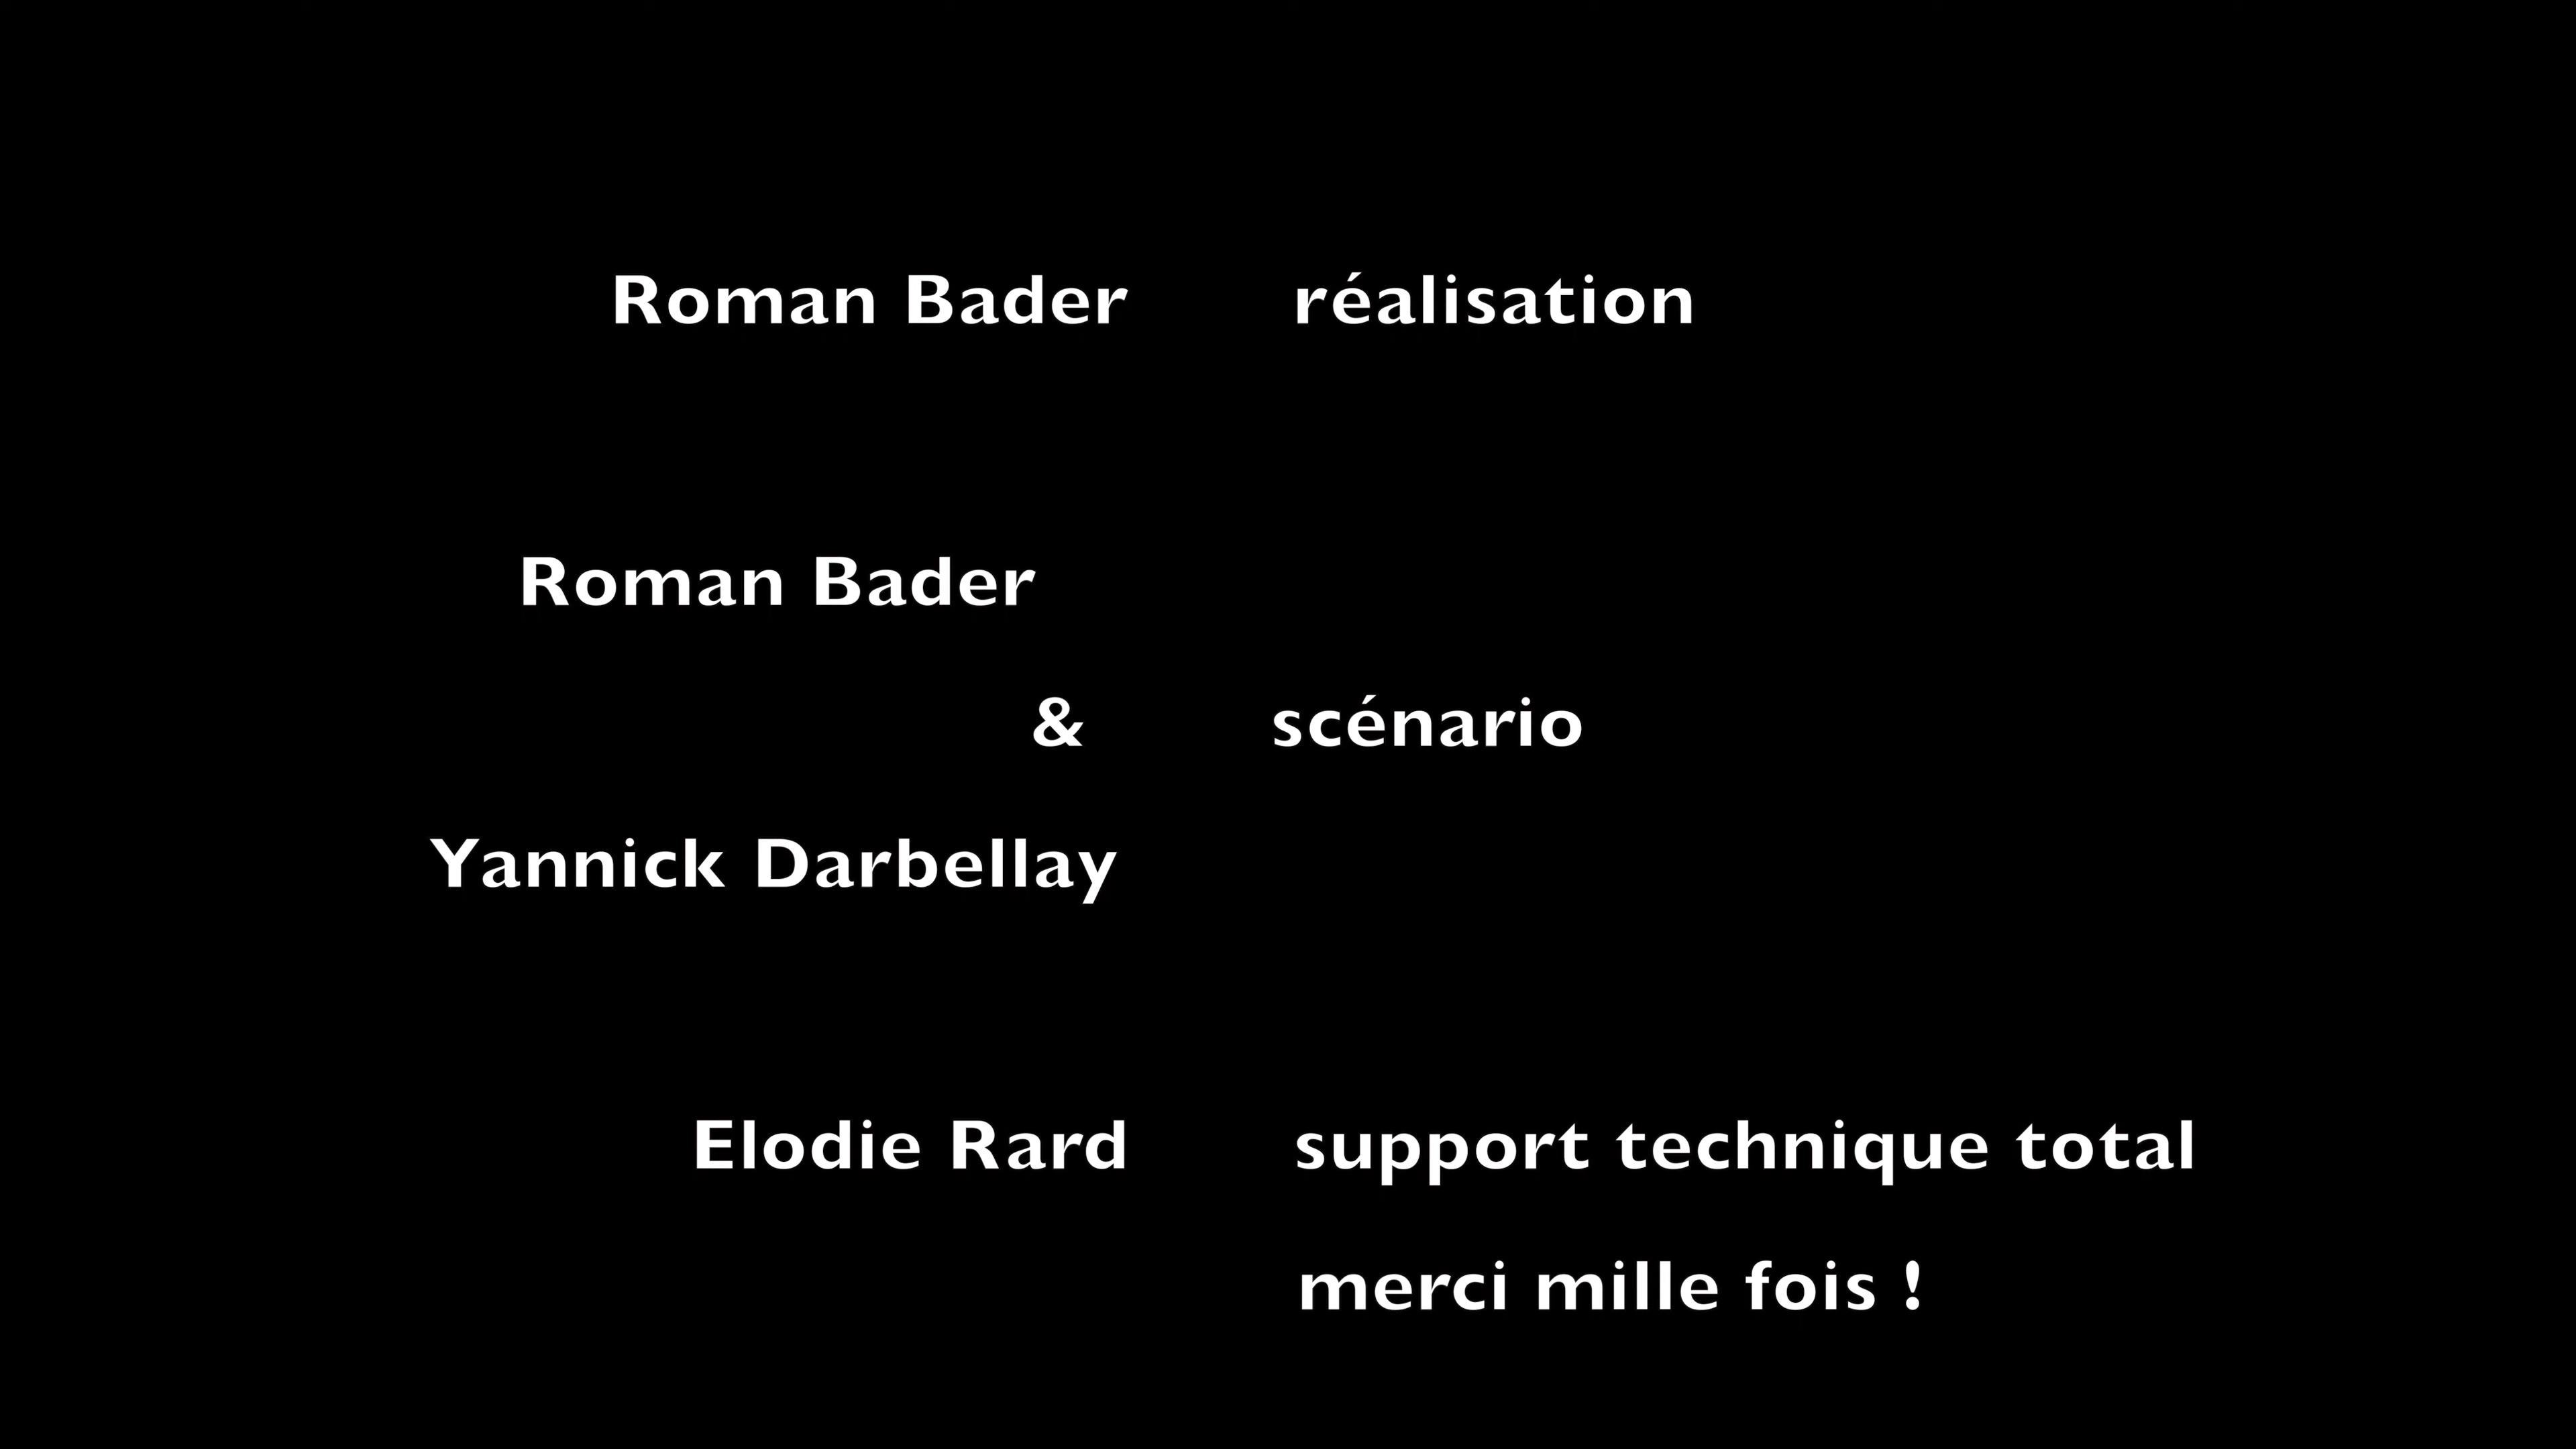 Roman Bader réalisation
Roman Bader
& scénario
Yannick Darbellay
Elodie Rard support technique total
merci mille fois !